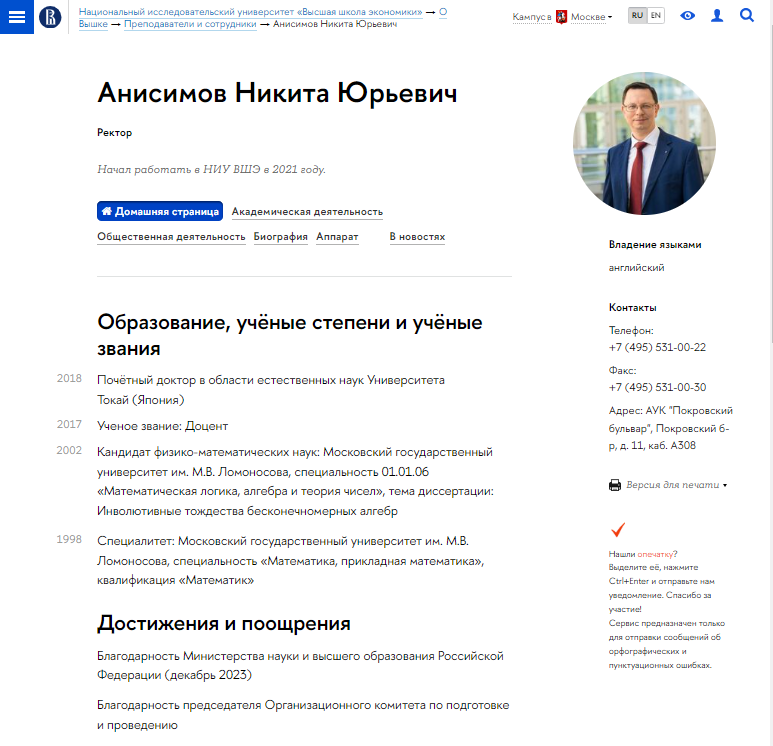 Национальный исследовательский университет «Высшая школа экономики» → О
Вышке → Преподаватели и сотрудники → Анисимов Никита Юрьевич
Кампус в Москве
RU EN
Анисимов Никита Юрьевич
Ректор
Начал работать в НИУ ВШЭ в 2021 году.
Домашняя страница Академическая деятельность
Общественная деятельность Биография Аппарат В новостях
Образование, учёные степени и учёные
звания
2018 Почётный доктор в области естественных наук Университета
Токай (Япония)
2017 Ученое звание: Доцент
2002 Кандидат физико-математических наук: Московский государственный
университет им. М.В. Ломоносова, специальность 01.01.06
«Математическая логика, алгебра и теория чисел», тема диссертации:
Инволютивные тождества бесконечномерных алгебр
1998 Специалитет: Московский государственный университет им. М.В.
Ломоносова, специальность «Математика, прикладная математика»,
квалификация «Математик»
Достижения и поощрения
Благодарность Министерства науки и высшего образования Российской
Федерации (декабрь 2023)
Благодарность председателя Организационного комитета по подготовке
и проведению
Владение языками
английский
Контакты
Телефон:
+7 (495) 531-00-22
Факс:
+7 (495) 531-00-30
Адрес: АУК "Покровский
бульвар", Покровский б-
р, д. 11, каб. A308
Версия для печати
Нашли опечатку?
Выделите её, нажмите
Ctrl+Enter и отправьте нам
уведомление. Спасибо за
участие!
Сервис предназначен только
для отправки сообщений об
орфографических и
пунктуационных ошибках.